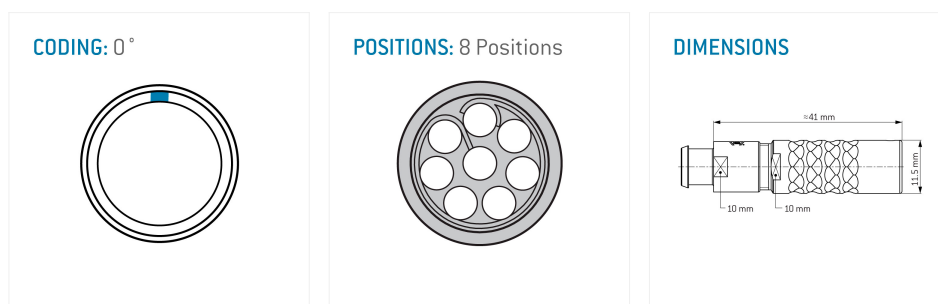 CODING: 0°
POSITIONS: 8 Positions
DIMENSIONS
≈41 mm
11.5 mm
10 mm
10 mm